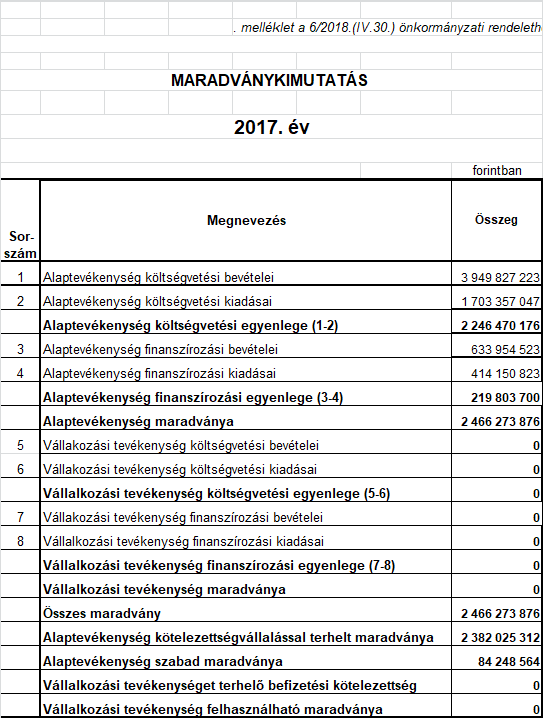 . melléklet a 6/2018.(IV.30.) önkormányzati rendeleth
MARADVÁNYKIMUTATÁS
2017. év
forintban
Sor-
szám
Megnevezés
Összeg
1 Alaptevékenység költségvetési bevételei 3 949 827 223
2 Alaptevékenység költségvetési kiadásai 1 703 357 047
Alaptevékenység költségvetési egyenlege (1-2) 2 246 470 176
3 Alaptevékenység finanszírozási bevételei 633 954 523
4 Alaptevékenység finanszírozási kiadásai 414 150 823
Alaptevékenység finanszírozási egyenlege (3-4) 219 803 700
Alaptevékenység maradványa 2 466 273 876
5 Vállakozási tevékenység költségvetési bevételei 0
6 Vállakozási tevékenység költségvetési kiadásai 0
Vállalkozási tevékenység költségvetési egyenlege (5-6) 0
7 Vállakozási tevékenység finanszírozási bevételei 0
8 Vállalkozási tevékenység finanszírozási kiadásai 0
Vállalkozási tevékenység finanszírozási egyenlege (7-8) 0
Vállalkozási tevékenység maradványa 0
Összes maradvány 2 466 273 876
Alaptevékenység kötelezettségvállalással terhelt maradványa 2 382 025 312
Alaptevékenység szabad maradványa 84 248 564
Vállalkozási tevékenységet terhelő befizetési kötelezettség 0
Vállalkozási tevékenység felhasználható maradványa 0